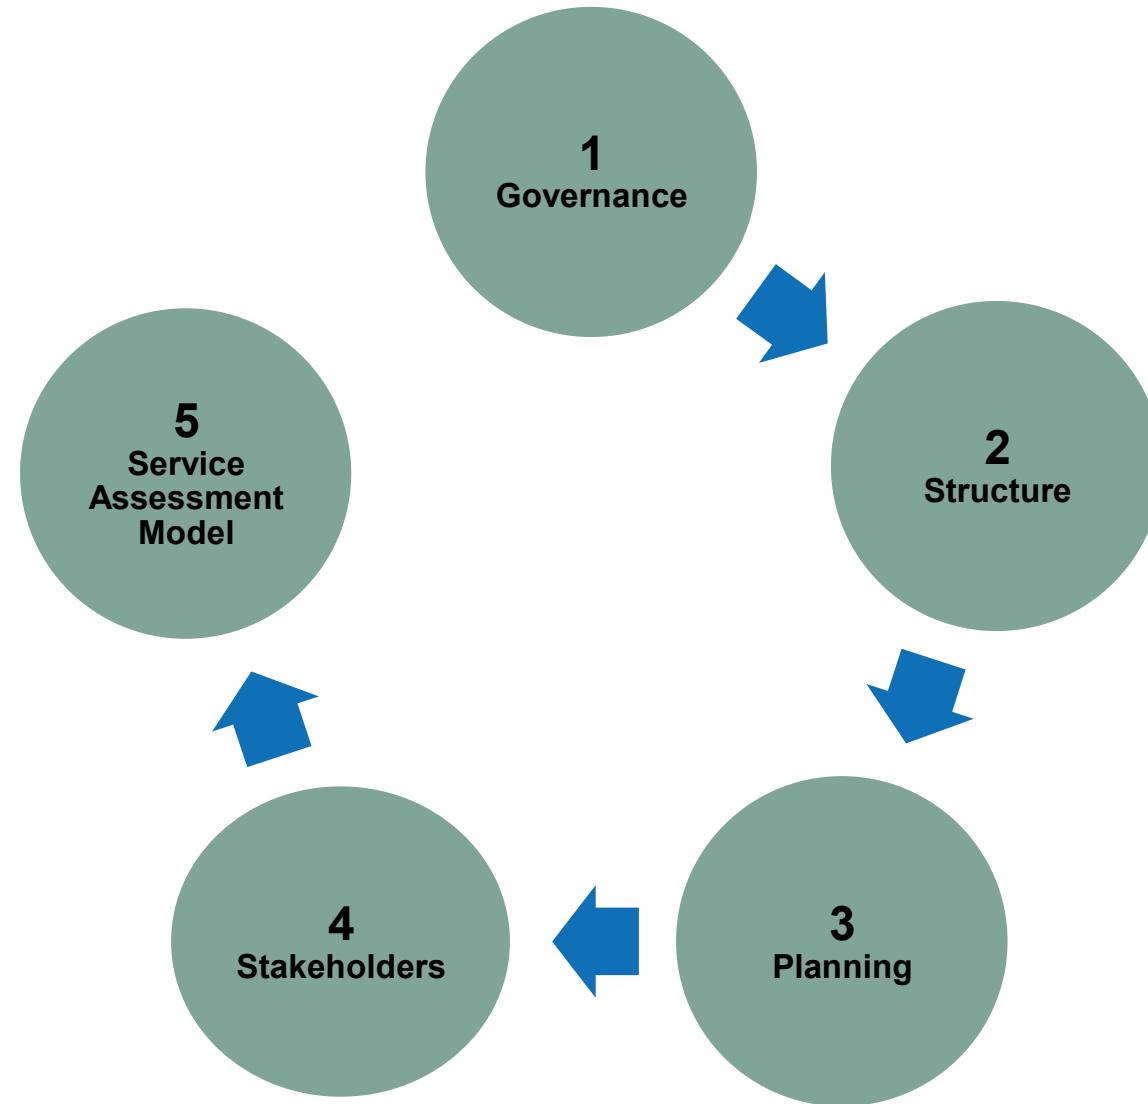 1
Governance
2
Structure
3
Planning
4
Stakeholders
5
Service
Assessment
Model